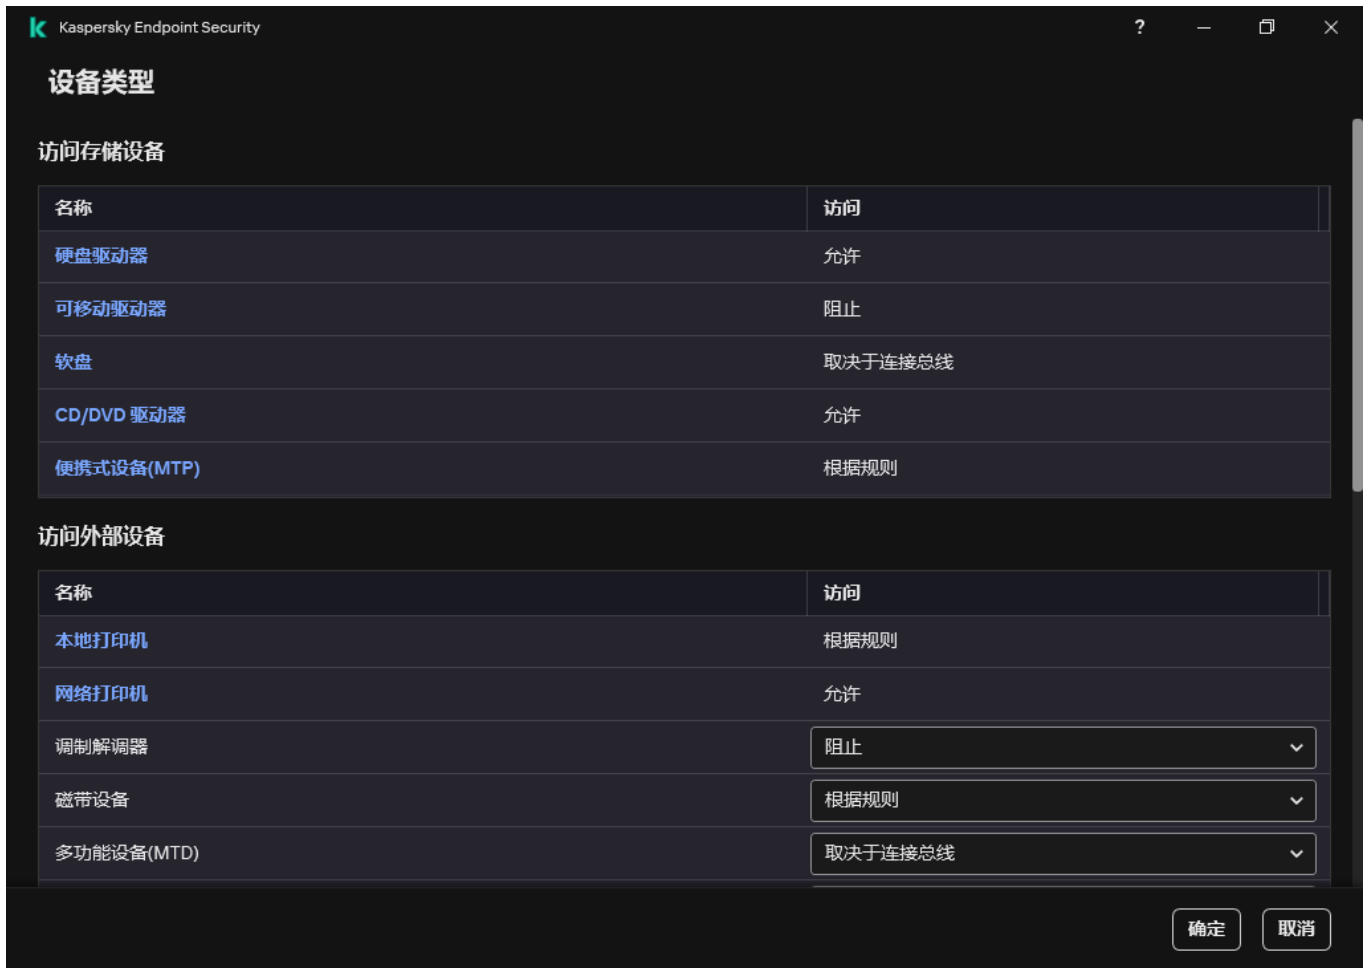 Kaspersky Endpoint Security
设备类型
访问存储设备
名称 访问
硬盘驱动器 允许
可移动驱动器 阻止
软盘 取决于连接总线
CD/DVD 驱动器 允许
便携式设备(MTP) 根据规则
访问外部设备
名称 访问
本地打印机 根据规则
网络打印机 允许
调制解调器 阻止
磁带设备 根据规则
多功能设备(MTD) 取决于连接总线
确定 取消